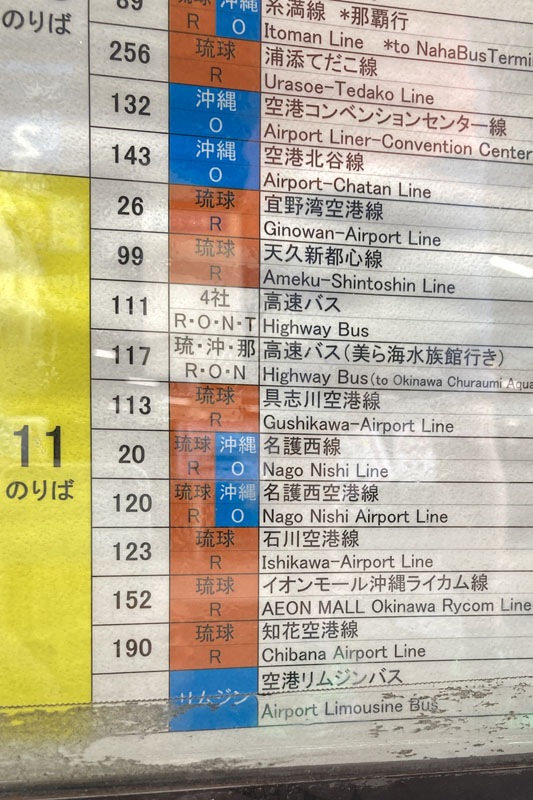 のりば
89
琉球 沖縄
R O
糸満線 *那覇行
Itoman Line *to NahaBusTermi
256
琉球
R
浦添てだこ線
Urasoe-Tedako Line
132
沖縄
O
空港コンベンションセンター線
Airport Liner-Convention Center
143
沖縄
O
空港北谷線
Airport-Chatan Line
26
琉球
R
宜野湾空港線
Ginowan-Airport Line
99
琉球
R
天久新都心線
Ameku-Shintoshin Line
111
4社
R・O・N・T
高速バス
Highway Bus
117
琉・沖・那
R・O・N
高速バス(美ら海水族館行き)
Highway Bus(to Okinawa Churaumi Aqua
113
琉球
R
具志川空港線
Gushikawa-Airport Line
11
のりば
20
琉球 沖縄
R O
名護西線
Nago Nishi Line
120
琉球 沖縄
R O
名護西空港線
Nago Nishi Airport Line
123
琉球
R
石川空港線
Ishikawa-Airport Line
152
琉球
R
イオンモール沖縄ライカム線
AEON MALL Okinawa Rycom Line
190
琉球
R
知花空港線
Chibana Airport Line
リムジン
空港リムジンバス
Airport Limousine Bus